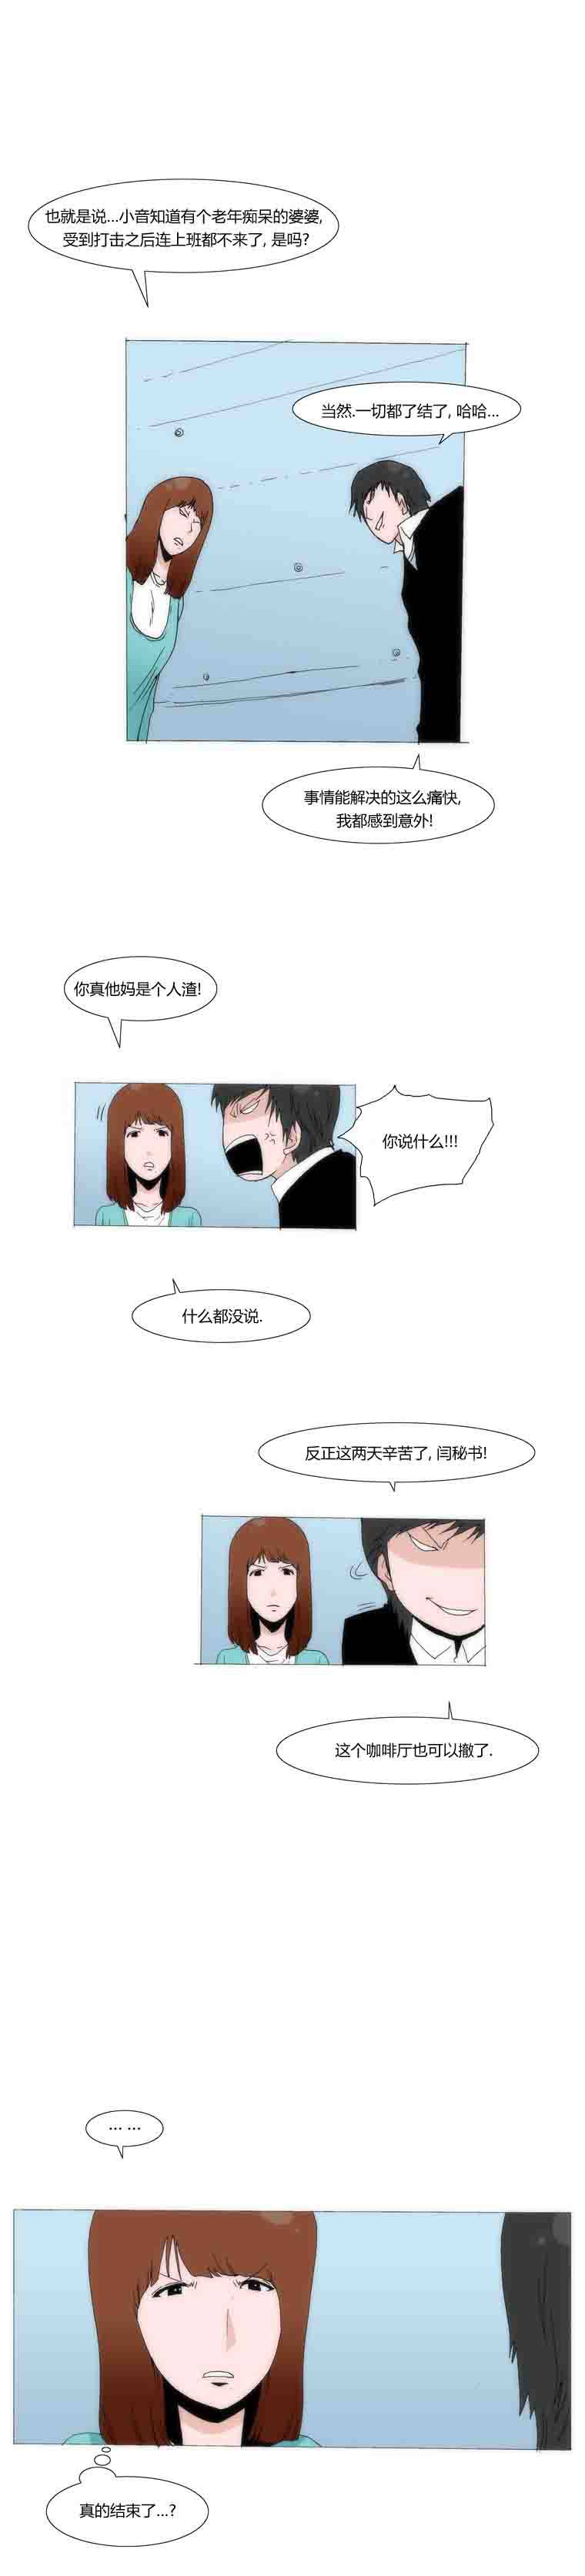 也就是说...小音知道有个老年痴呆的婆婆,
受到打击之后连上班都不来了, 是吗?
当然.一切都了结了, 哈哈...
事情能解决的这么痛快,
我都感到意外!
你真他妈是个人渣!
你说什么!!!
什么都没说.
反正这两天辛苦了, 闫秘书!
这个咖啡厅也可以撤了.
... ...
真的结束了...?